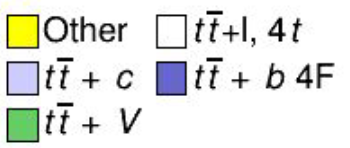 Other tt̅+l, 4t
tt̅ + c tt̅ + b 4F
tt̅ + V